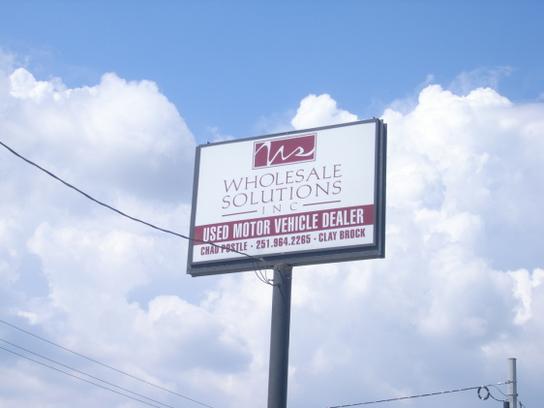 Ws
WHOLESALE
SOLUTIONS
INC
USED MOTOR VEHICLE DEALER
CHAD POSTLE - 251.964.2265 - CLAY BROCK